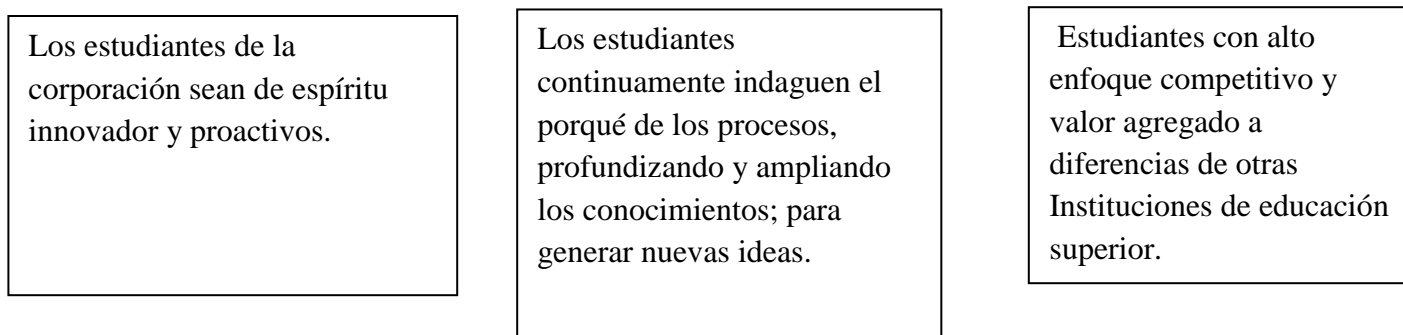 Los estudiantes de la
corporación sean de espíritu
innovador y proactivos.
Los estudiantes
continuamente indaguen el
porqué de los procesos,
profundizando y ampliando
los conocimientos; para
generar nuevas ideas.
Estudiantes con alto
enfoque competitivo y
valor agregado a
diferencias de otras
Instituciones de educación
superior.